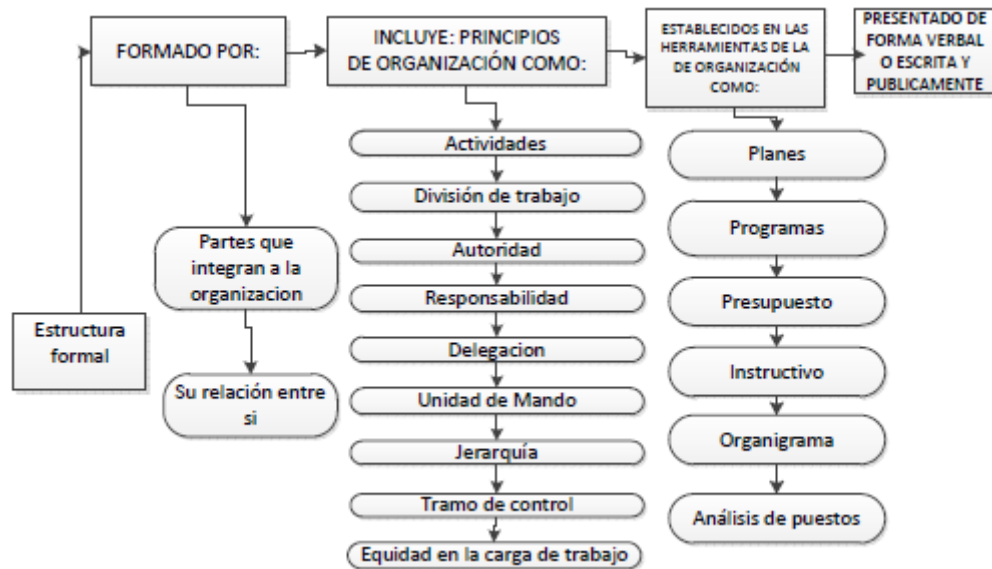 FORMADO POR:
INCLUYE: PRINCIPIOS
DE ORGANIZACIÓN COMO:
ESTABLECIDOS EN LAS
HERRAMIENTAS DE LA
DE ORGANIZACIÓN
COMO:
PRESENTADO DE
FORMA VERBAL
O ESCRITA Y
PUBLICAMENTE
Estructura
formal
Partes que
integran a la
organizacion
Su relación entre
si
Actividades
División de trabajo
Autoridad
Responsabilidad
Delegacion
Unidad de Mando
Jerarquía
Tramo de control
Equidad en la carga de trabajo
Planes
Programas
Presupuesto
Instructivo
Organigrama
Análisis de puestos